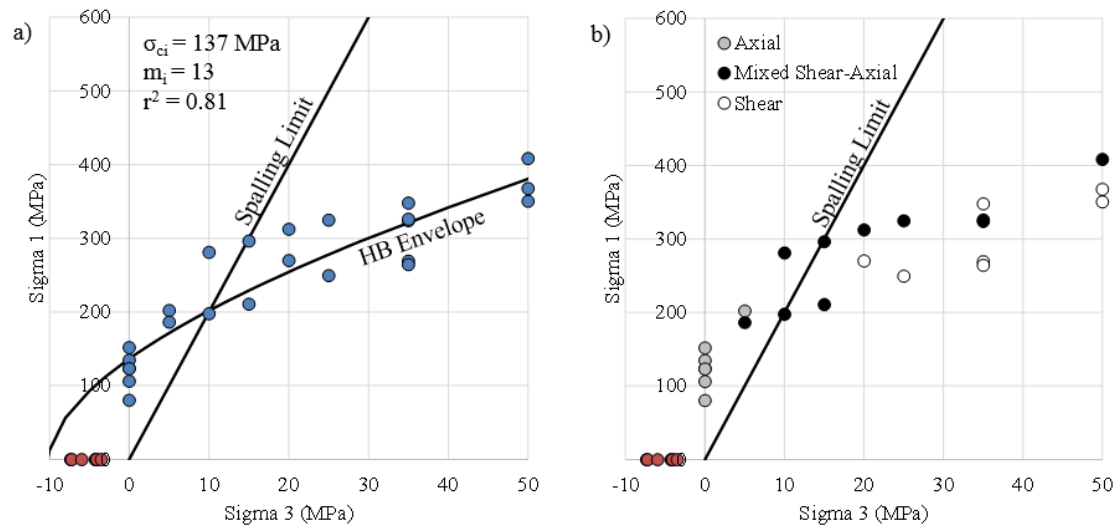 a)
σci = 137 MPa
mi = 13
r² = 0.81
Spalling Limit
HB Envelope
Sigma 1 (MPa)
600
500
400
300
200
100
0
-10 0 10 20 30 40 50
Sigma 3 (MPa)
b)
Axial
Mixed Shear-Axial
Shear
Spalling Limit
Sigma 1 (MPa)
600
500
400
300
200
100
0
-10 0 10 20 30 40 50
Sigma 3 (MPa)